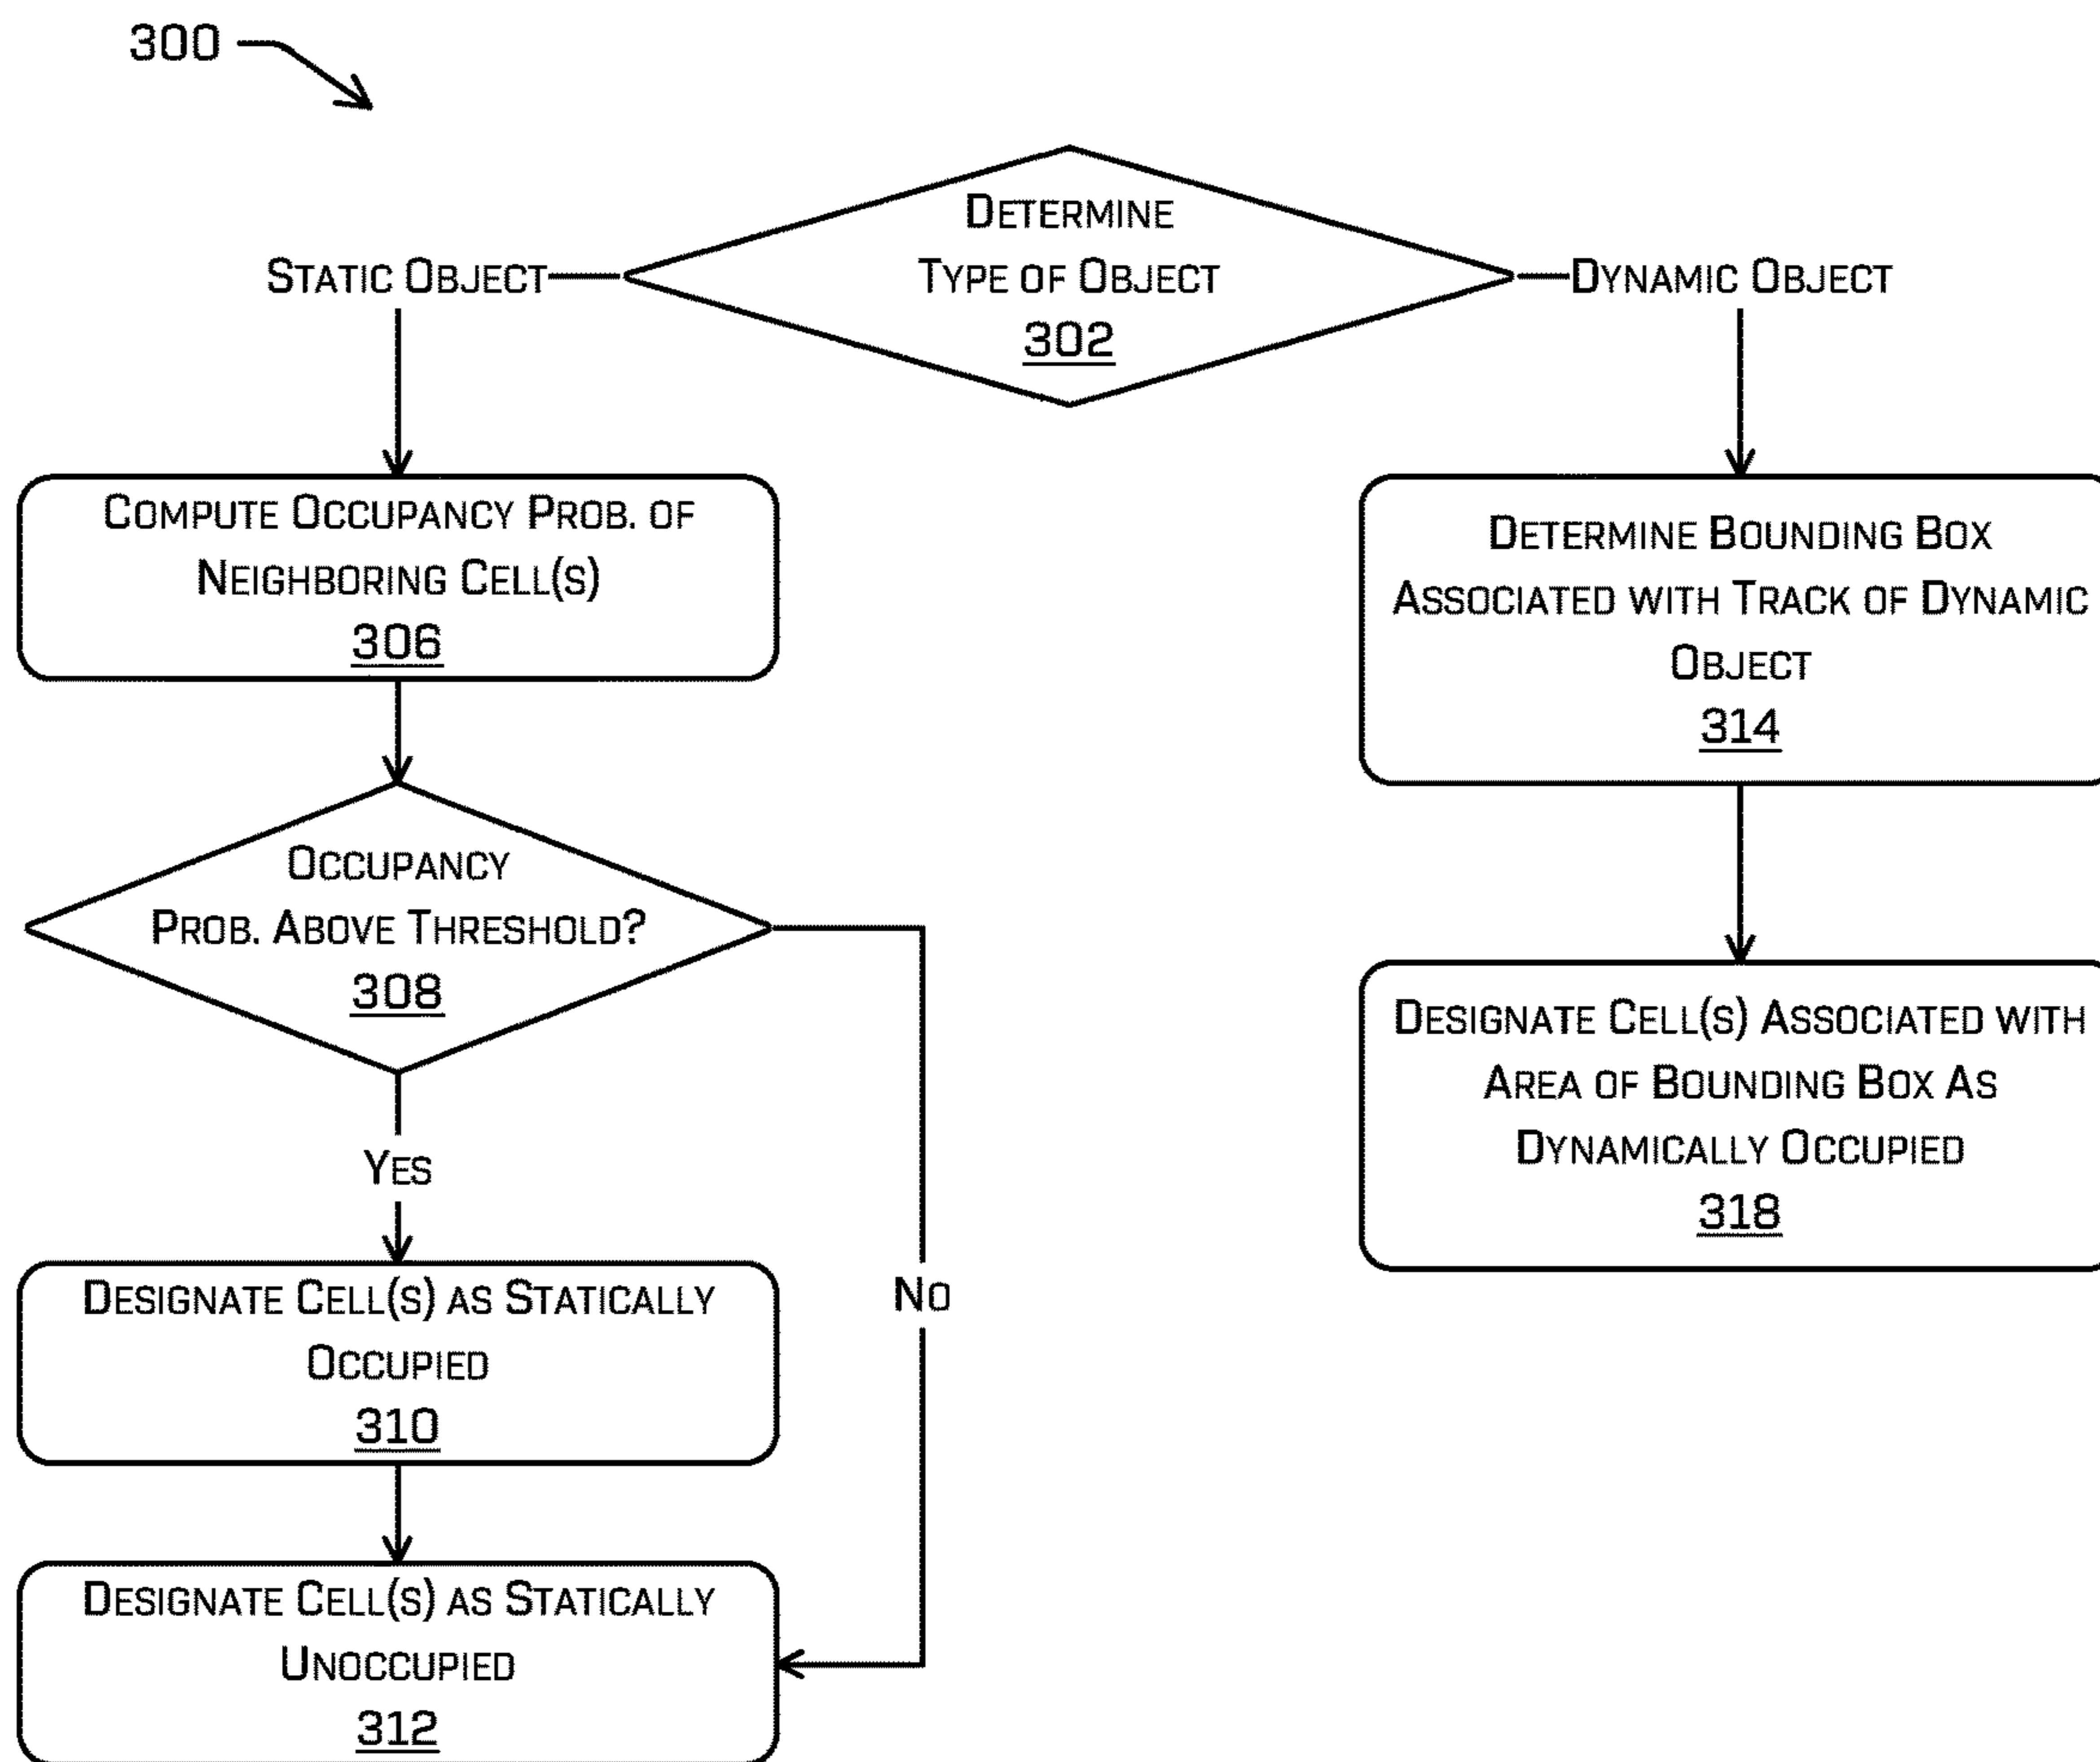 300
DETERMINE
TYPE OF OBJECT
302
STATIC OBJECT
DYNAMIC OBJECT
COMPUTE OCCUPANCY PROB. OF
NEIGHBORING CELL(S)
306
OCCUPANCY
PROB. ABOVE THRESHOLD?
308
YES
NO
DESIGNATE CELL(S) AS STATICALLY
OCCUPIED
310
DESIGNATE CELL(S) AS STATICALLY
UNOCCUPIED
312
DETERMINE BOUNDING BOX
ASSOCIATED WITH TRACK OF DYNAMIC
OBJECT
314
DESIGNATE CELL(S) ASSOCIATED WITH
AREA OF BOUNDING BOX AS
DYNAMICALLY OCCUPIED
318